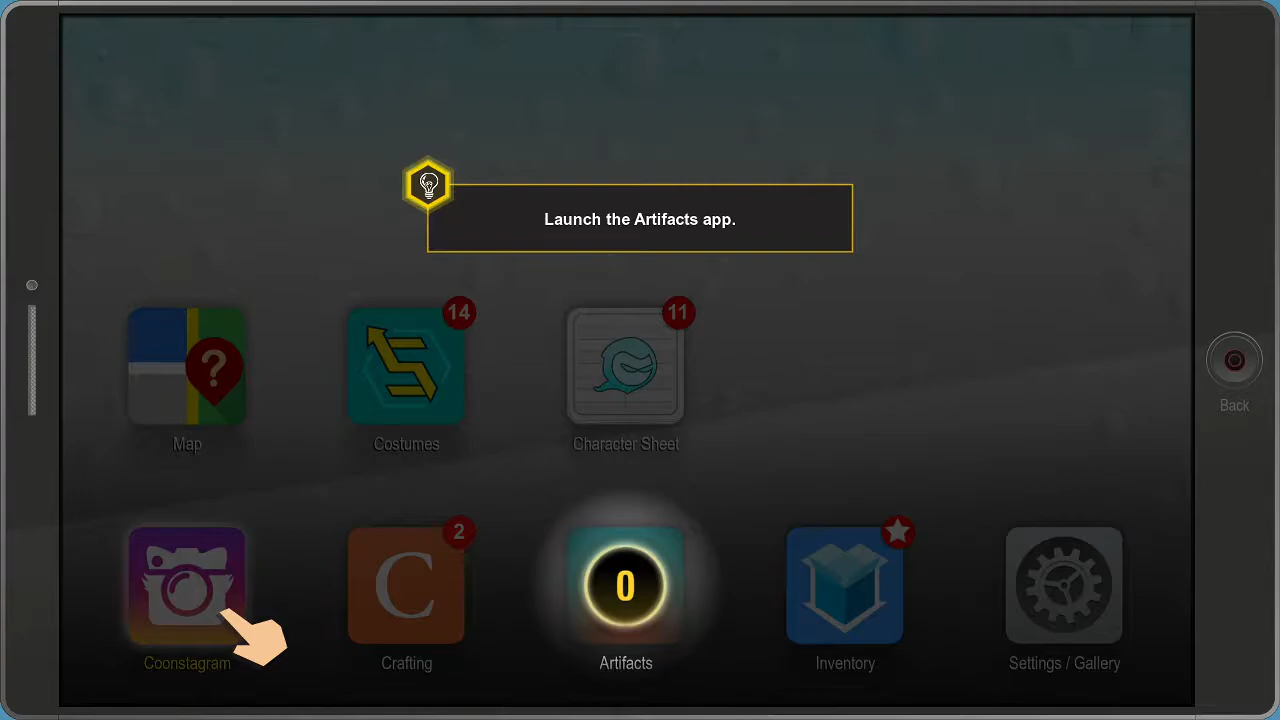 Launch the Artifacts app.
14
11
?
Map
Costumes
Character Sheet
Back
2
C
0
Coonstagram
Crafting
Artifacts
Inventory
Settings / Gallery